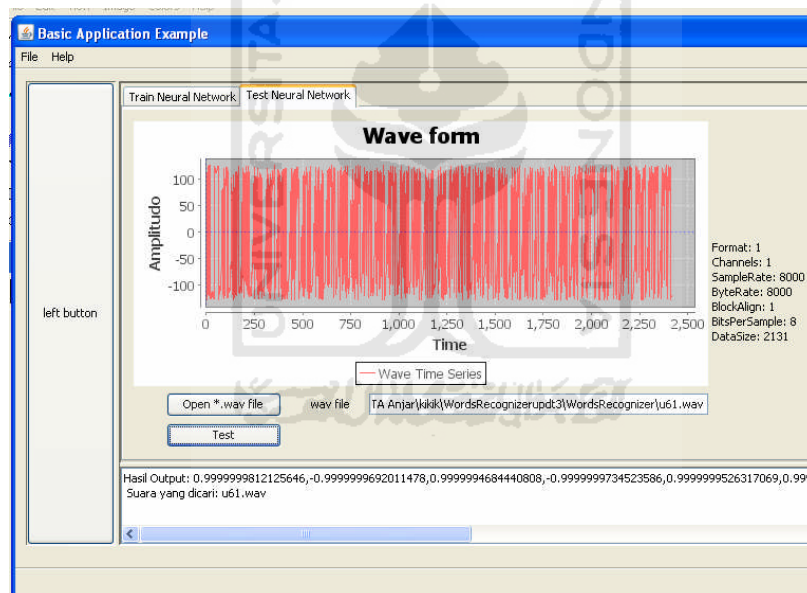 Basic Application Example
File Help
Train Neural Network Test Neural Network
Wave form
Amplitudo
100
50
0
-50
-100
0 250 500 750 1,000 1,250 1,500 1,750 2,000 2,250 2,500
Time
Wave Time Series
Format: 1
Channels: 1
SampleRate: 8000
ByteRate: 8000
BlockAlign: 1
BitsPerSample: 8
DataSize: 2131
left button
Open *.wav file wav file TA Anjar\kikik\WordsRecognizerupdt3\WordsRecognizer\u61.wav
Test
Hasil Output: 0.9999999812125646,-0.9999999692011478,0.9999994684440808,-0.9999999734523586,0.9999999526317069,0.99
Suara yang dicari: u61.wav